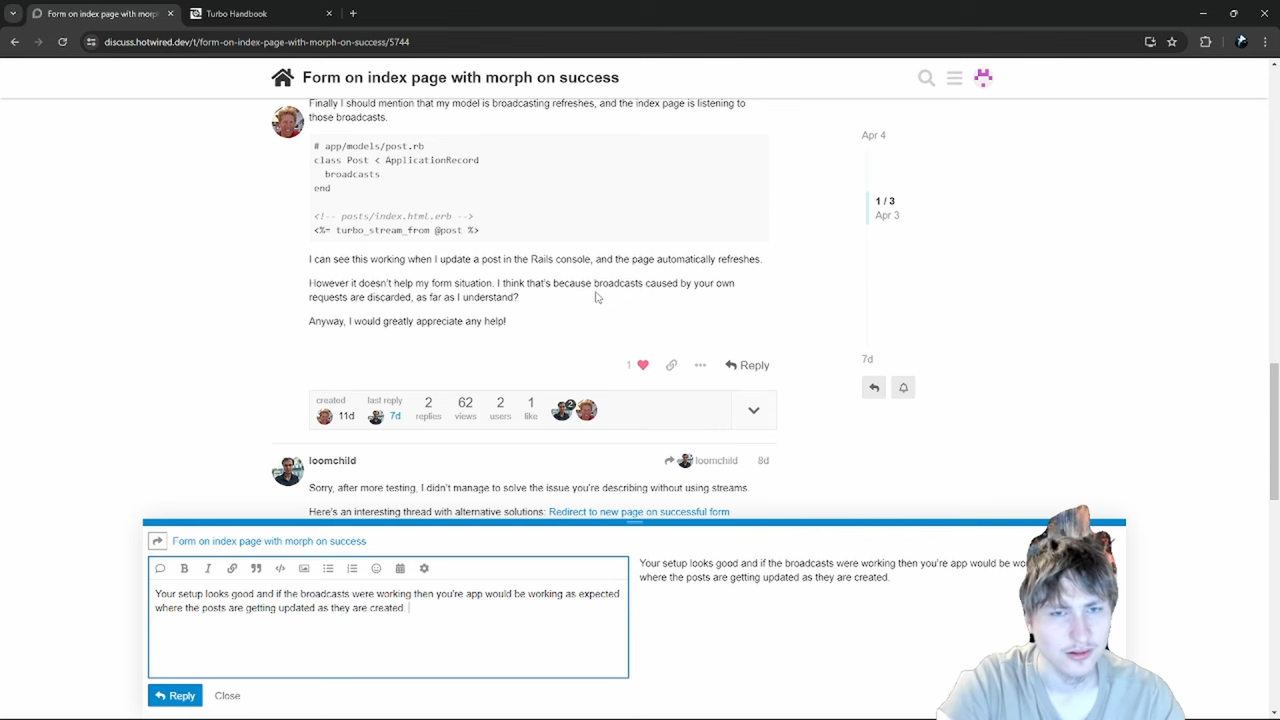 Form on index page with morp
Turbo Handbook
discuss.hotwired.dev/t/form-on-index-page-with-morph-on-success/5744
Form on index page with morph on success
Finally I should mention that my model is broadcasting refreshes, and the index page is listening to
those broadcasts.
# app/models/post.rb
class Post < ApplicationRecord
broadcasts
end
<!-- posts/index.html.erb -->
<%= turbo_stream_from @post %>
I can see this working when I update a post in the Rails console, and the page automatically refreshes.
However it doesn't help my form situation. I think that's because broadcasts caused by your own
requests are discarded, as far as I understand?
Anyway, I would greatly appreciate any help!
1
Reply
created
11d
last reply
7d
2
replies
62
views
2
users
1
like
2
Apr 4
1 / 3
Apr 3
7d
loomchild
loomchild
8d
Sorry, after more testing, I didn't manage to solve the issue you're describing without using streams.
Here's an interesting thread with alternative solutions: Redirect to new page on successful form
Form on index page with morph on success
Your setup looks good and if the broadcasts were working then you're app would be working as expected
where the posts are getting updated as they are created
Your setup looks good and if the broadcasts were working then you're app would be
where the posts are getting updated as they are created.
Reply
Close